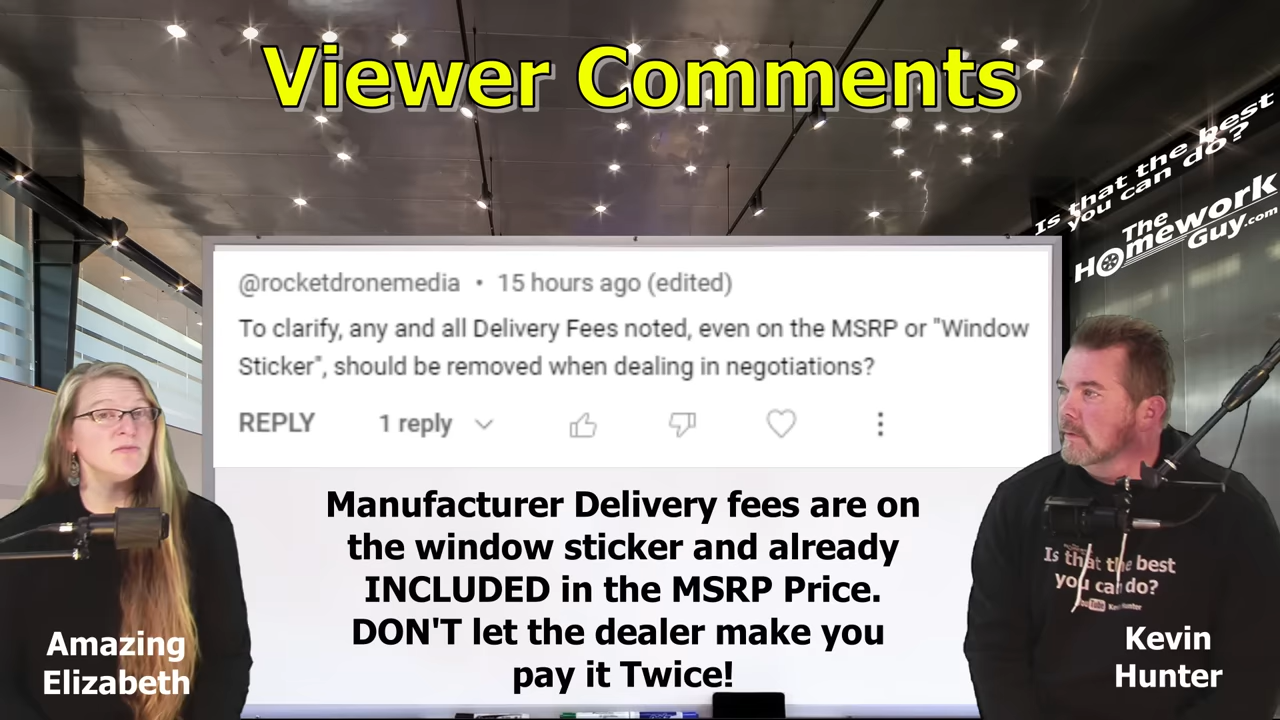 Viewer Comments
Is that the best
you can do?
The
Homework
Guy.com
@rocketdronemedia • 15 hours ago (edited)
To clarify, any and all Delivery Fees noted, even on the MSRP or "Window
Sticker", should be removed when dealing in negotiations?
REPLY 1 reply
Manufacturer Delivery fees are on
the window sticker and already
INCLUDED in the MSRP Price.
DON'T let the dealer make you
pay it Twice!
Amazing
Elizabeth
Is that the best
you can do?
Kevin
Hunter